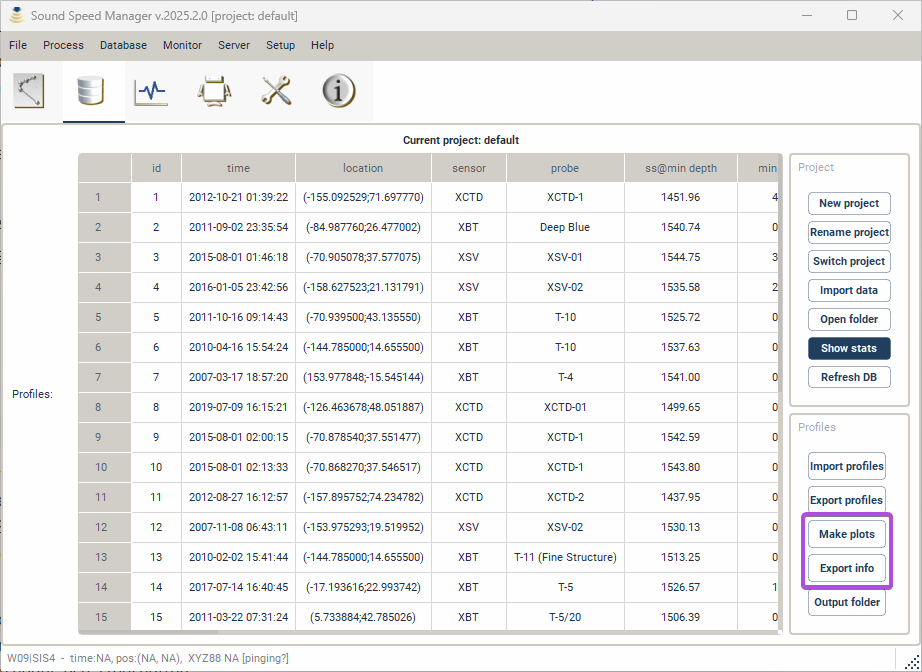 Sound Speed Manager v.2025.2.0 [project: default]
File Process Database Monitor Server Setup Help
Current project: default
id time location sensor probe ss@min depth min
1 1 2012-10-21 01:39:22 (-155.092529;71.697770) XCTD XCTD-1 1451.96 4
2 2 2011-09-02 23:35:54 (-84.987760;26.477002) XBT Deep Blue 1540.74 0
3 3 2015-08-01 01:46:18 (-70.905078;37.577075) XSV XSV-01 1544.75 3
4 4 2016-01-05 23:42:56 (-158.627523;21.131791) XSV XSV-02 1535.58 2
5 5 2011-10-16 09:14:43 (-70.939500;43.135550) XBT T-10 1525.72 0
6 6 2010-04-16 15:54:24 (-144.785000;14.655500) XBT T-10 1537.63 0
7 7 2007-03-17 18:57:20 (153.977848;-15.545144) XBT T-4 1541.00 0
8 8 2019-07-09 16:15:21 (-126.463678;48.051887) XCTD XCTD-01 1499.65 0
9 9 2015-08-01 02:00:15 (-70.878540;37.551477) XCTD XCTD-1 1542.59 0
10 10 2015-08-01 02:13:33 (-70.868270;37.546517) XCTD XCTD-1 1543.80 0
11 11 2012-08-27 16:12:57 (-157.895752;74.234782) XCTD XCTD-2 1437.95 0
12 12 2007-11-08 06:43:11 (-153.975293;19.519952) XSV XSV-02 1530.13 0
13 13 2010-02-02 15:41:44 (-144.785000;14.655500) XBT T-11 (Fine Structure) 1513.25 0
14 14 2017-07-14 16:40:45 (-17.193616;22.993742) XBT T-5 1526.57 1
15 15 2011-03-22 07:31:24 (5.733884;42.785026) XBT T-5/20 1506.39 0
Profiles:
Project
New project
Rename project
Switch project
Import data
Open folder
Show stats
Refresh DB
Profiles
Import profiles
Export profiles
Make plots
Export info
Output folder
W09|SIS4 - time:NA, pos:(NA, NA), XYZ88 NA [pinging?]